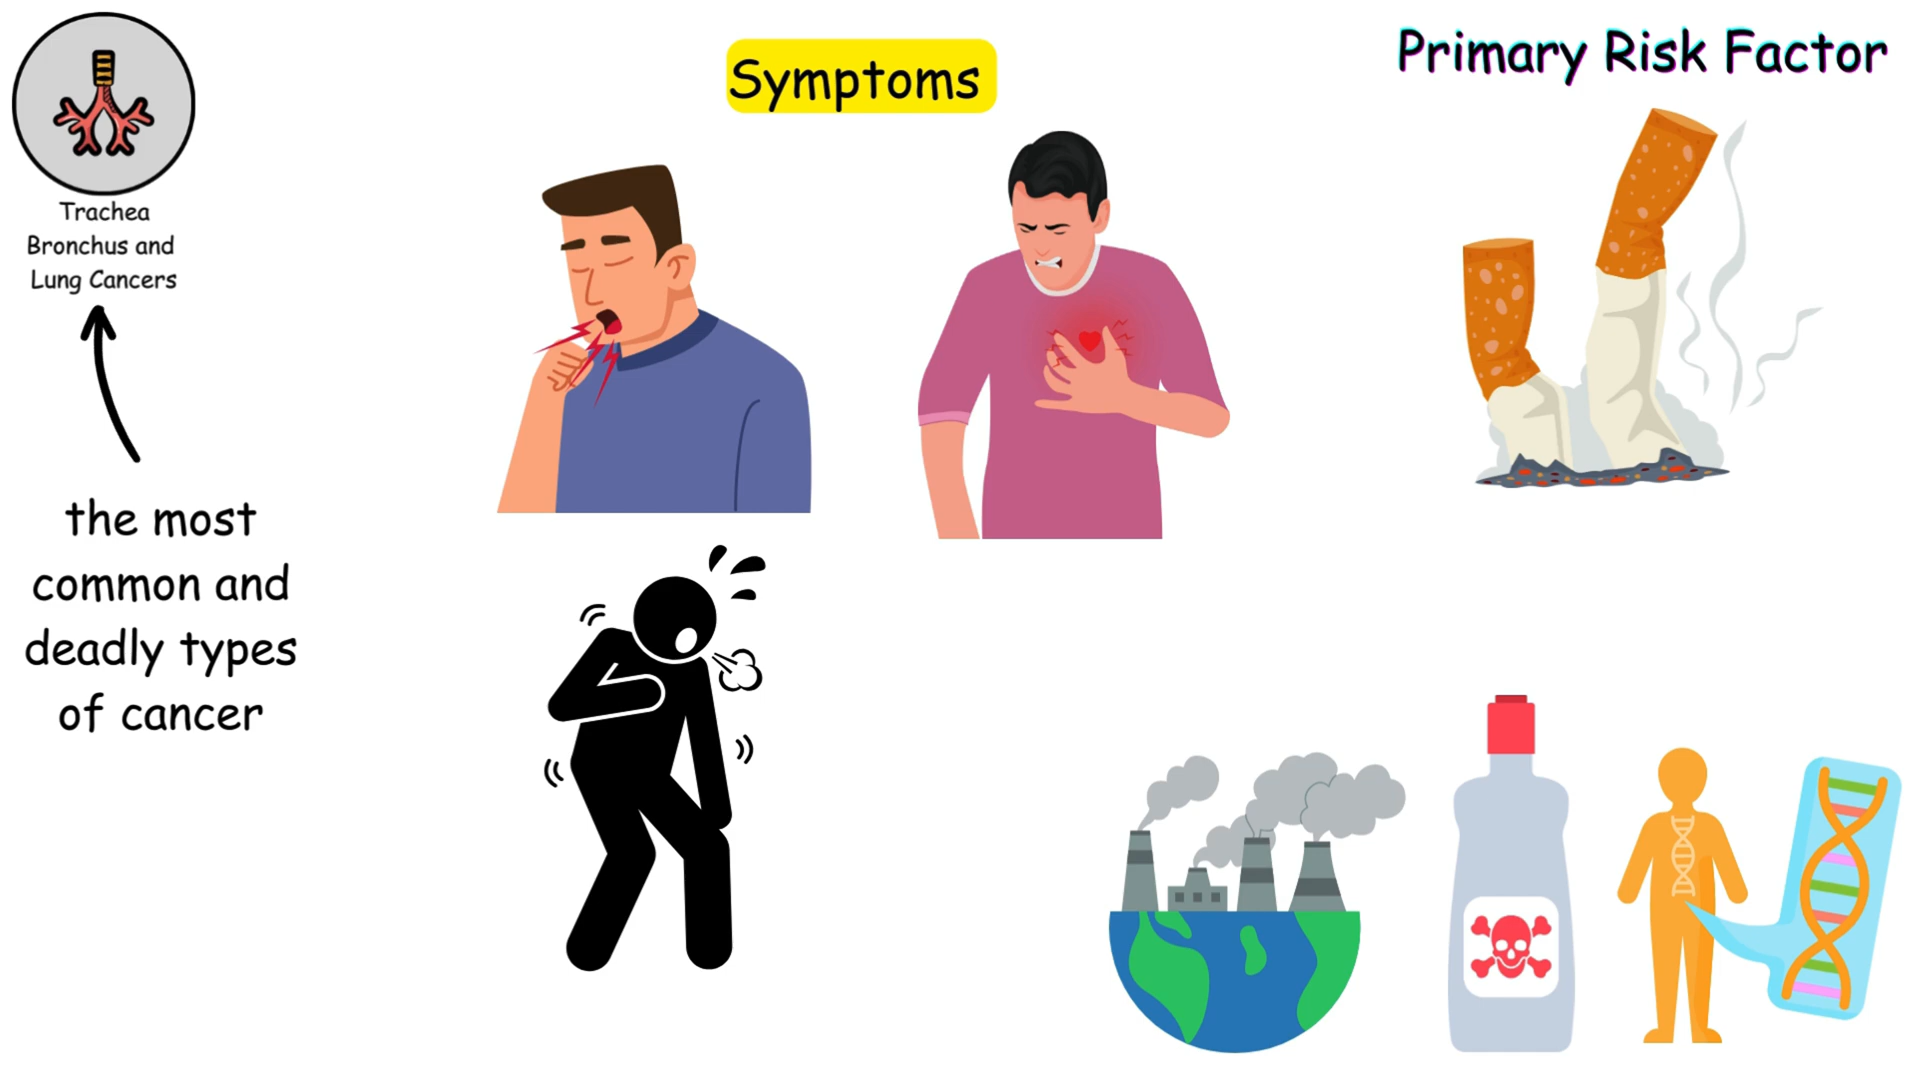 Trachea
Bronchus and
Lung Cancers
the most
common and
deadly types
of cancer
Symptoms
Primary Risk Factor